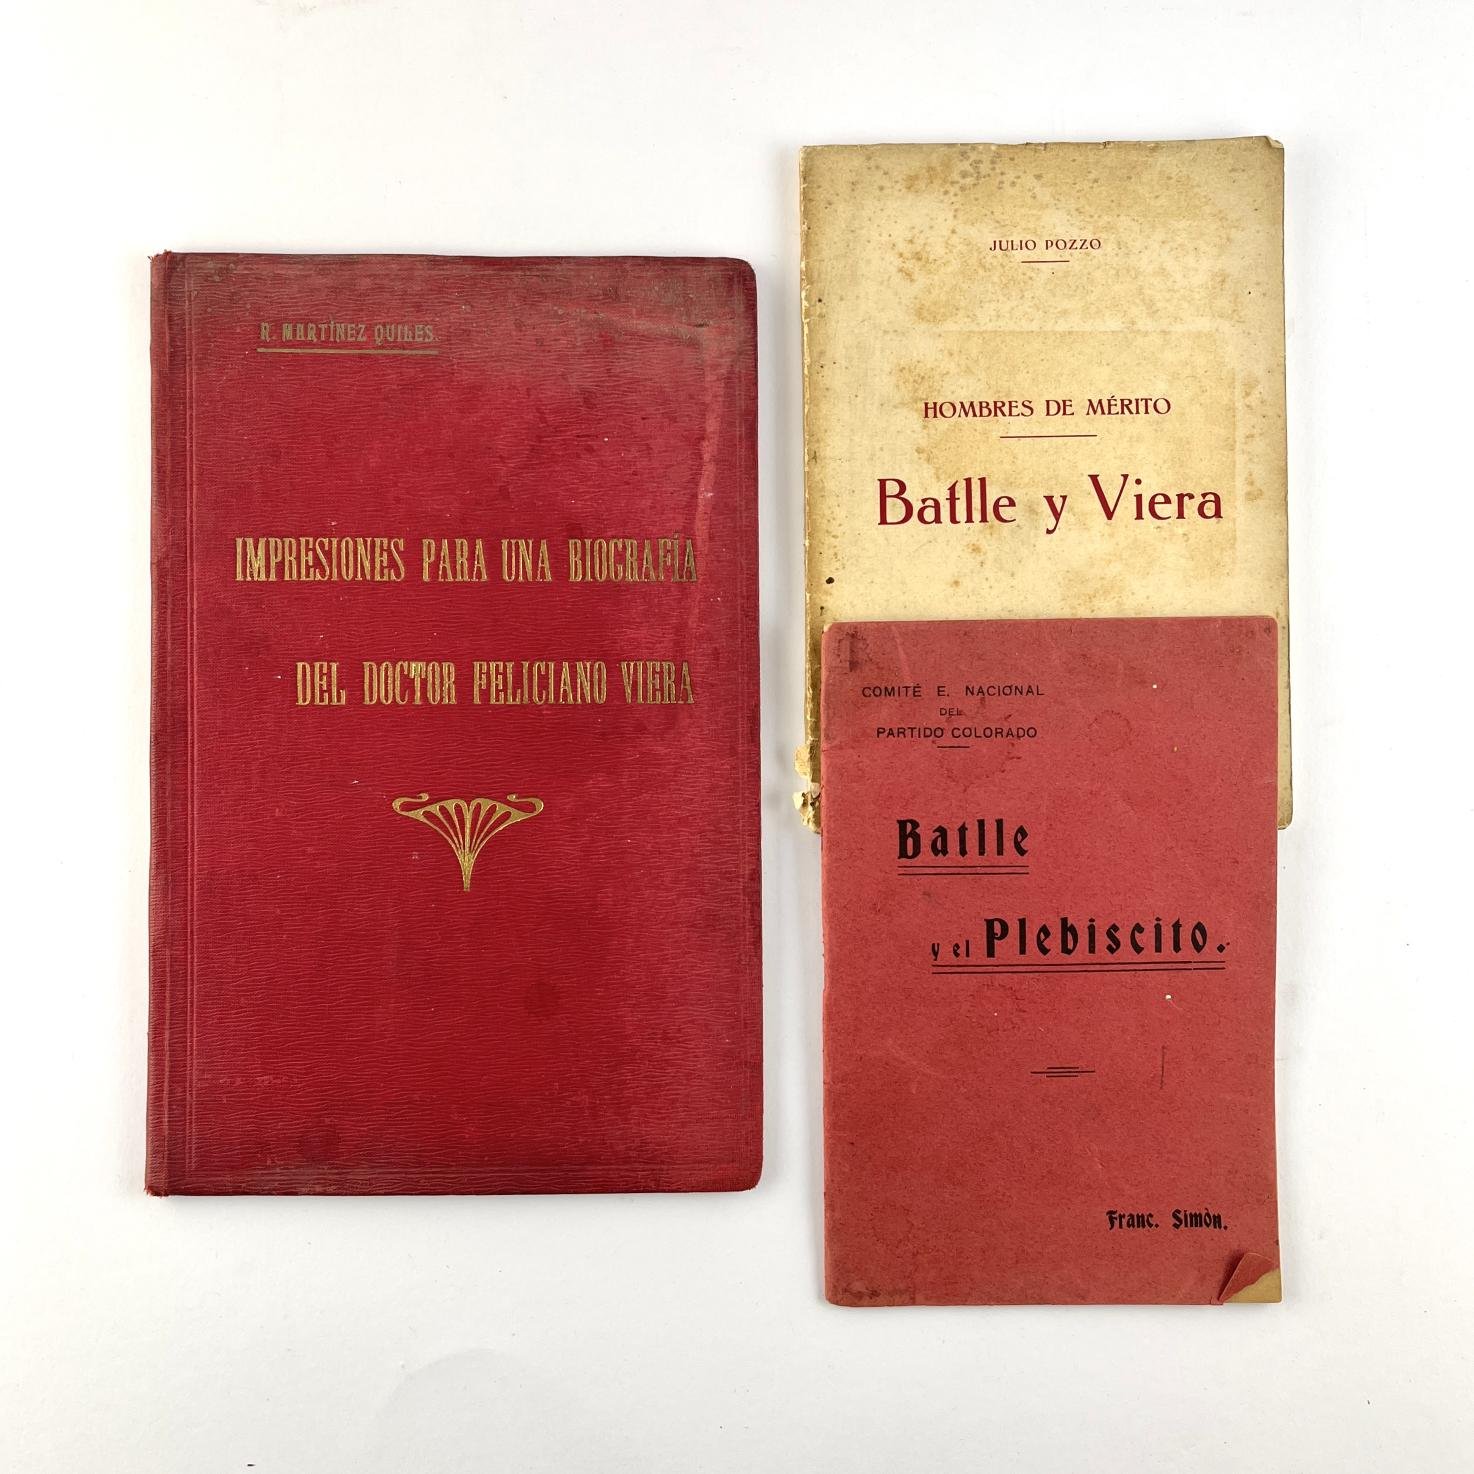 R. MARTÍNEZ QUILES.
IMPRESIONES PARA UNA BIOGRAFÍA
DEL DOCTOR FELICIANO VIERA
JULIO POZZO
HOMBRES DE MÉRITO
Batlle y Viera
COMITÉ E. NACIONAL
DEL
PARTIDO COLORADO
Batlle
y el Plebiscito.
Franc. Simòn.